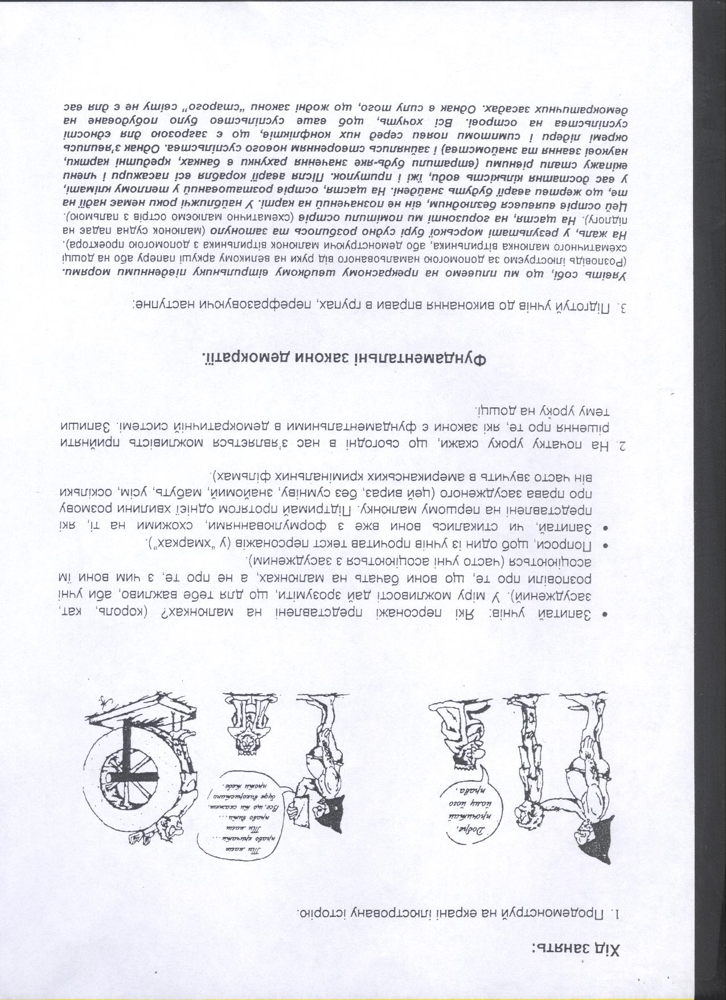 Хід занять:
1. Продемонструй на екрані ілюстровану історію.
Добре,
почитай
йому його
права.
Ти маєш
право кричати...
Ти маєш
право вити...
Все, що ти скажеш,
буде використано
проти тебе.
• Запитай учнів: Які персонажі представлені на малюнках? (король, кат,
засуджений). У міру можливості дай зрозуміти, що для тебе важливо, аби учні
розповіли про те, що вони бачать на малюнках, а не про те, з чим вони їм
асоціюються (часто учні асоціюються з засудженим).
• Попроси, щоб один із учнів прочитав текст персонажів (у "хмарках").
• Запитай, чи стикались вони вже з формулюваннями, схожими на ті, які
представлені на першому малюнку. Підтримай протягом однієї хвилини розмову
про права засудженого (цей вираз, без сумніву, знайомий, мабуть, усім, оскільки
він часто звучить в американських кримінальних фільмах).
2. На початку уроку скажи, що сьогодні в нас з'являється можливість прийняти
рішення про те, які закони є фундаментальними в демократичній системі. Запиши
тему уроку на дошці.
Фундаментальні закони демократії.
3. Підготуй учнів до виконання вправи в групах, перефразовуючи наступне:
Уявіть собі, що ми пливемо на прекрасному швидкому вітрильнику південними морями.
(Розповідь ілюструємо за допомогою намальованого від руки на великому аркуші паперу або на дошці
схематичного малюнка вітрильника, або демонструючи малюнок вітрильника з допомогою проектора).
На жаль, у результаті морської бурі судно розбилось та затонуло (малюнок судна падає на
підлогу). На щастя, на горизонті ми помітили острів (схематично малюємо острів з пальмою).
Цей острів виявився безлюдним, він не позначений на карті. У найближчі роки немає надії на
те, що жертви аварії будуть знайдені. На щастя, острів розташований у теплому кліматі,
у вас достатня кількість води, їжі і притулок. Після аварії корабля всі пасажири і члени
екіпажу стали рівними (втратили будь-яке значення рахунки в банках, кредитні картки,
наукові звання та знайомства) і зайнялись створенням нового суспільства. Однак з'явились
окремі лідери і симптоми появи серед них конфліктів, що є загрозою для єдності
суспільства на острові. Всі хочуть, щоб ваше суспільство було побудоване на
демократичних засадах. Однак в силу того, що жодні закони "старого" світу не є для вас